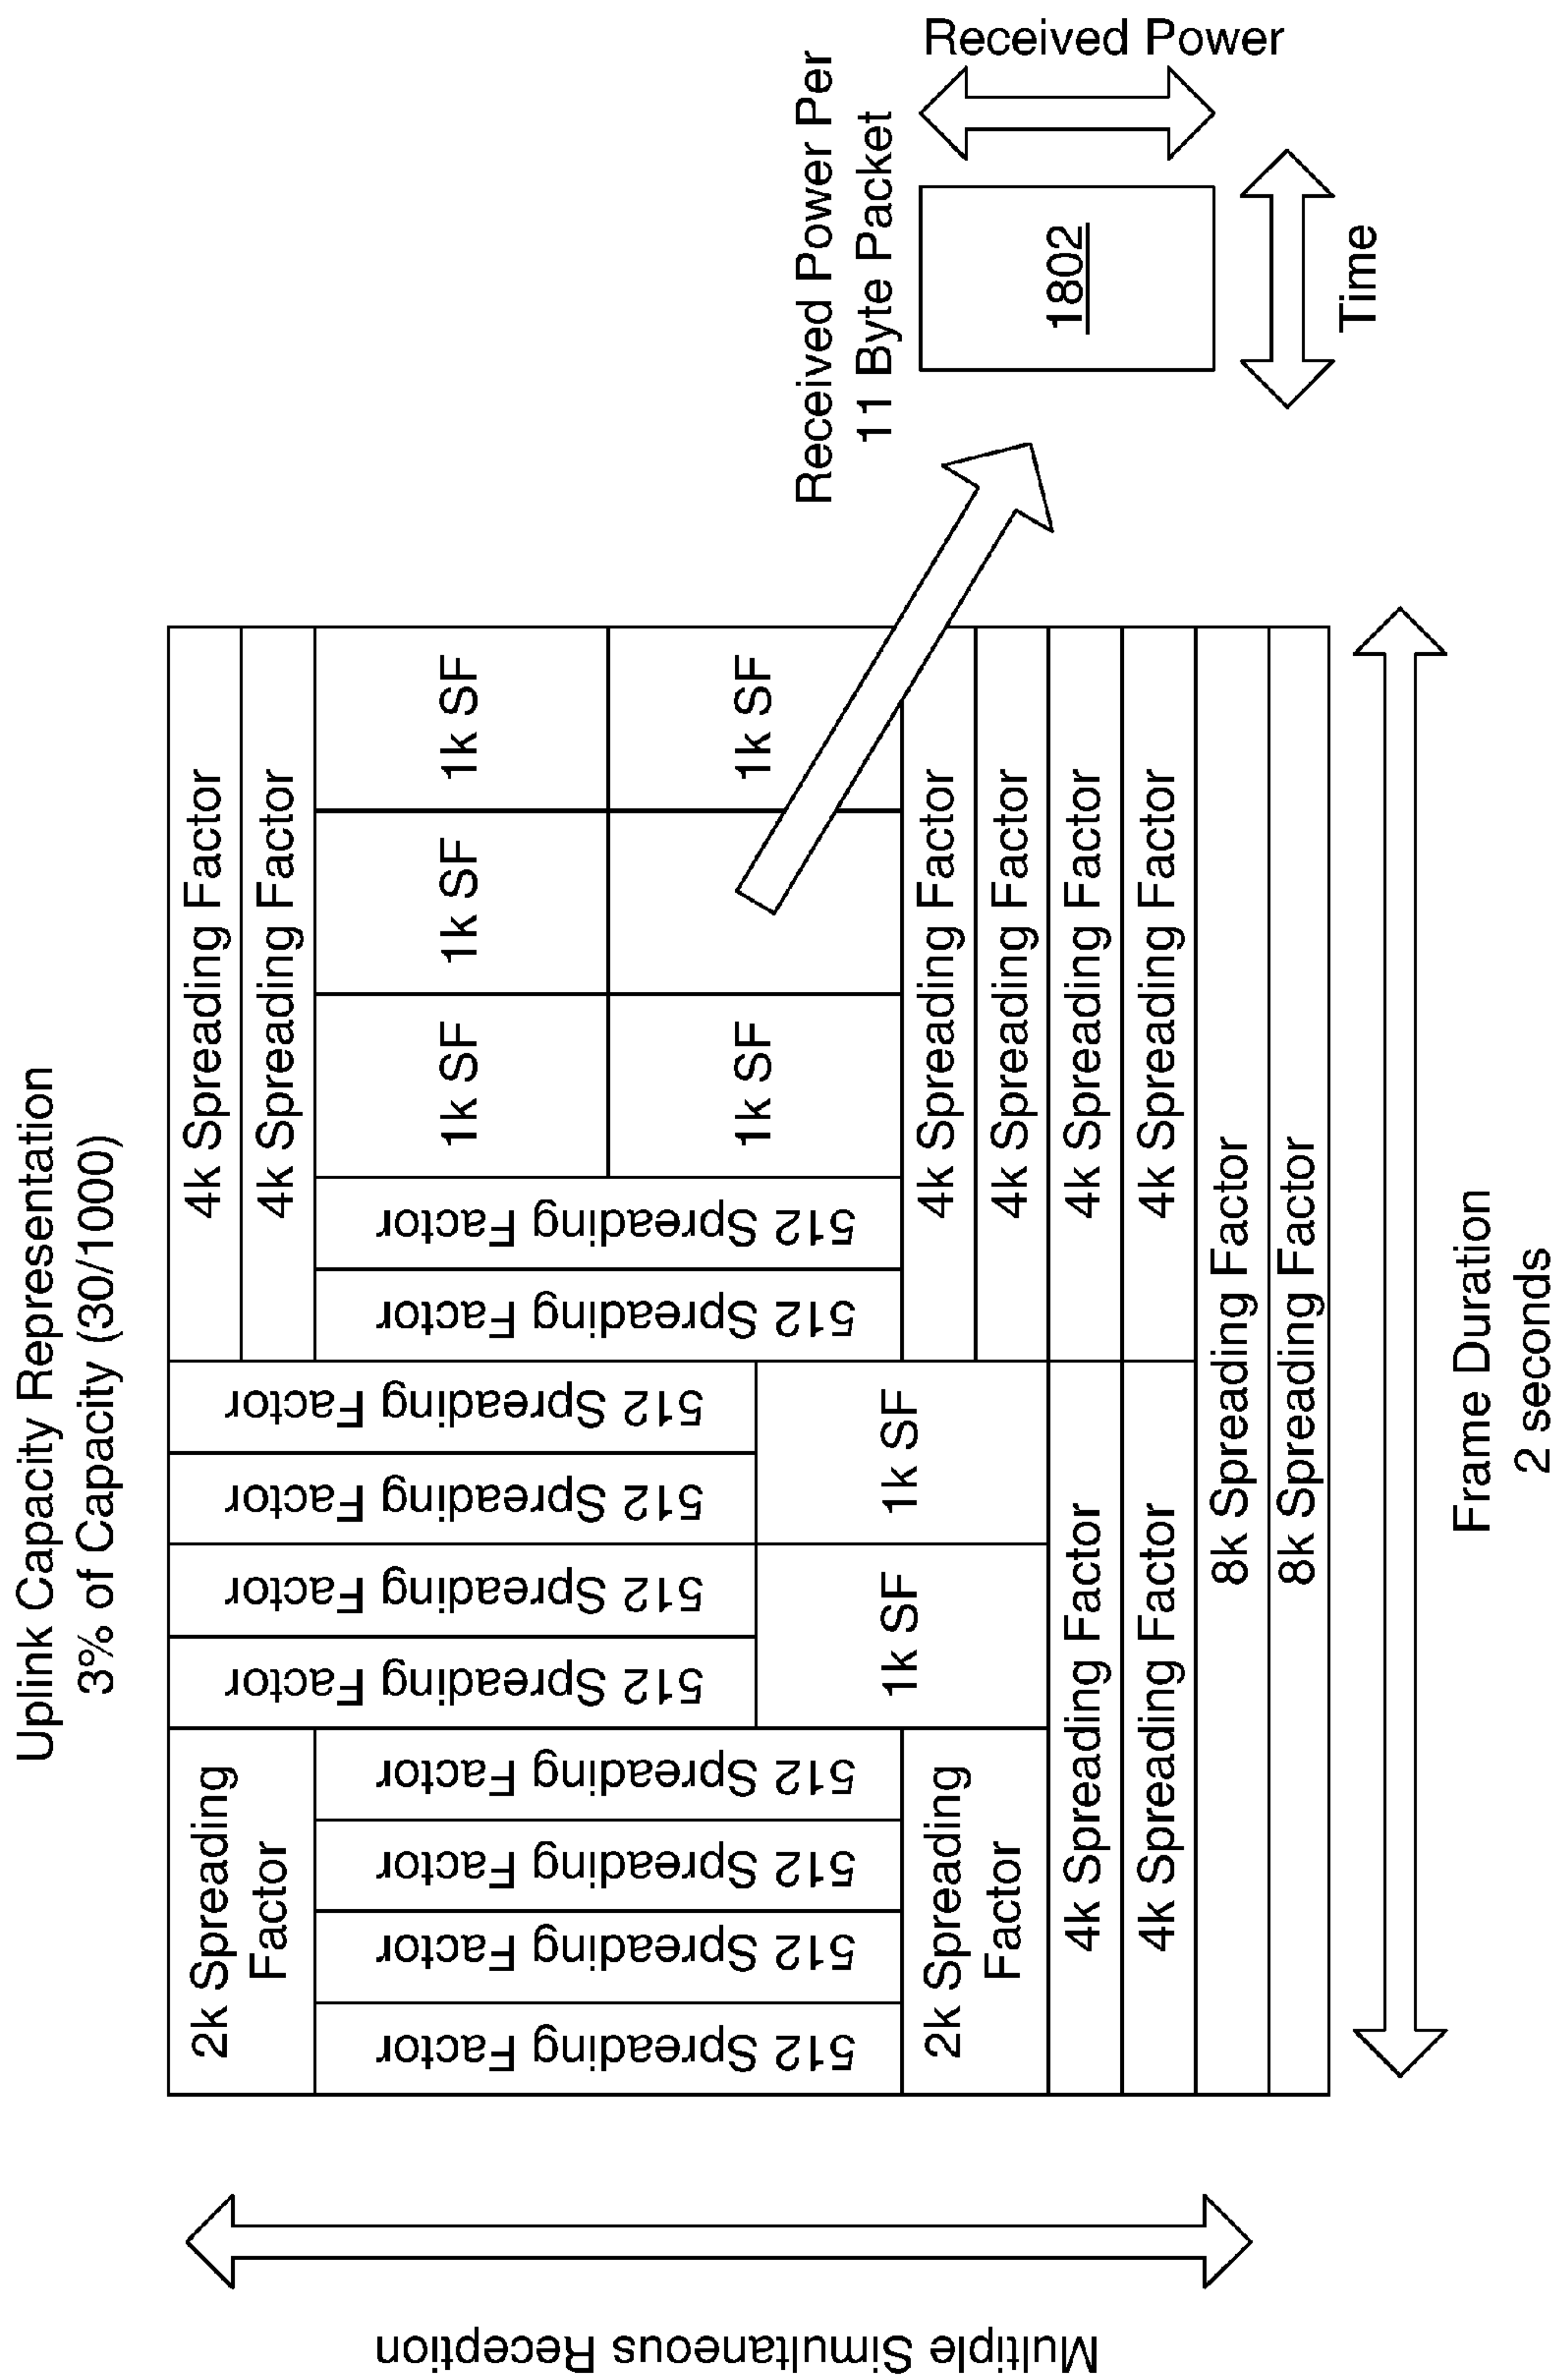 Uplink Capacity Representation
3% of Capacity (30/1000)
Multiple Simultaneous Reception
2k Spreading
Factor
512 Spreading Factor
512 Spreading Factor
512 Spreading Factor
512 Spreading Factor
2k Spreading
Factor
512 Spreading Factor
512 Spreading Factor
512 Spreading Factor
512 Spreading Factor
1k SF
1k SF
4k Spreading Factor
4k Spreading Factor
512 Spreading Factor
512 Spreading Factor
1k SF
1k SF
1k SF
1k SF
1k SF
4k Spreading Factor
4k Spreading Factor
4k Spreading Factor
4k Spreading Factor
4k Spreading Factor
4k Spreading Factor
8k Spreading Factor
8k Spreading Factor
Frame Duration
2 seconds
Received Power Per
11 Byte Packet
1802
Received Power
Time